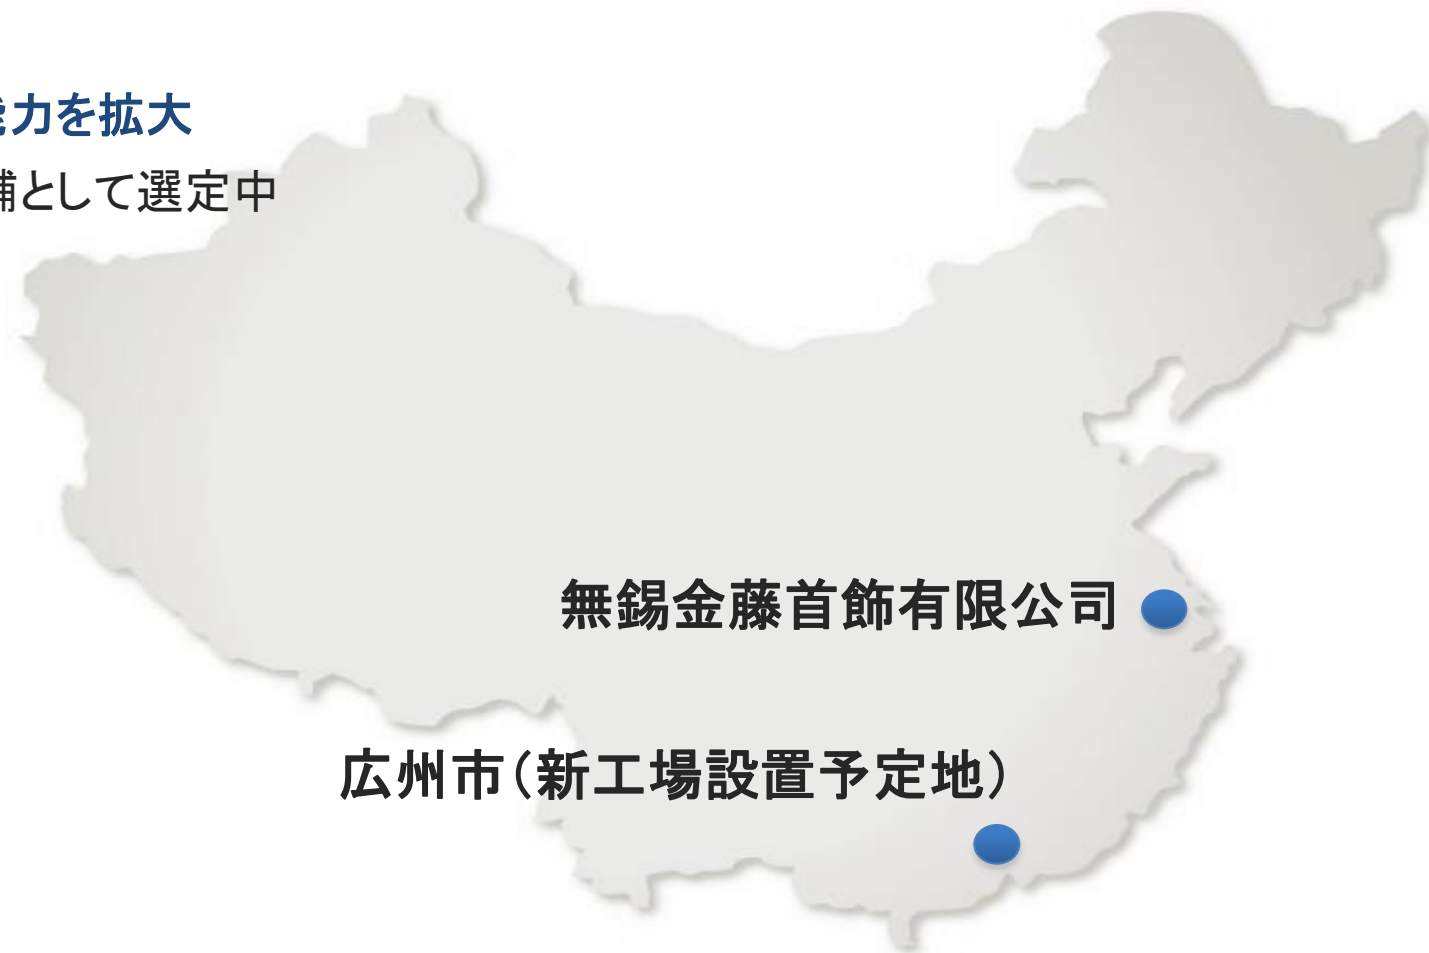 力を拡大
補として選定中
無錫金藤首飾有限公司
広州市（新工場設置予定地）